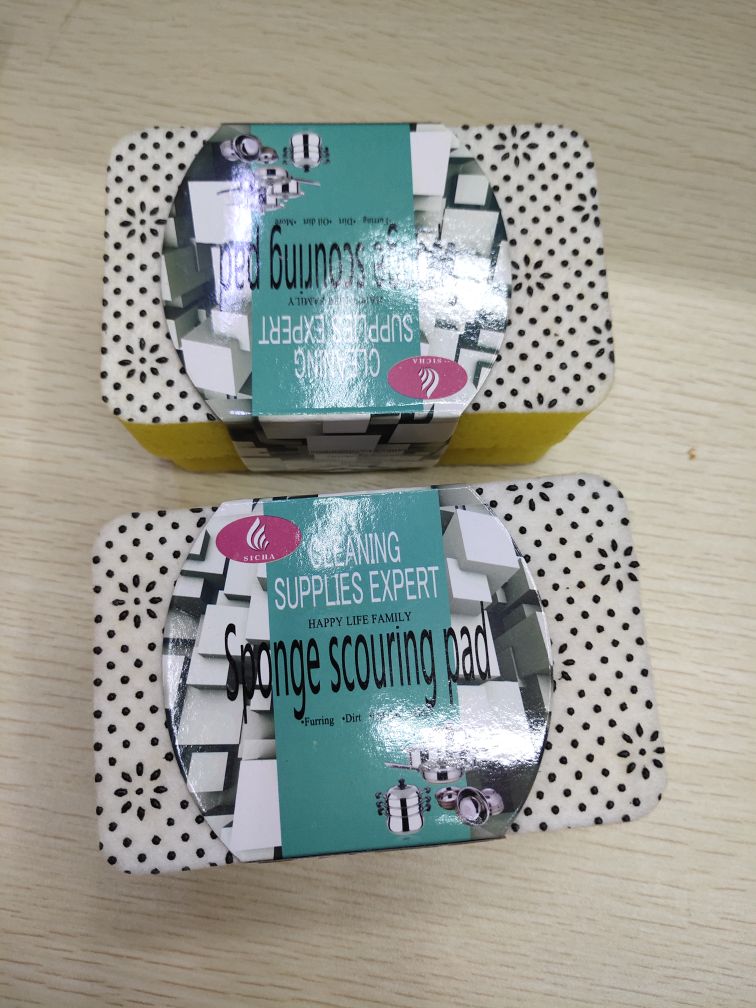 •Furring •Dirt •Oil dirt •More
scouring pad
HAPPY LIFE FAMILY
CLEANING
SUPPLIES EXPERT
SICHA
SICHA
CLEANING
SUPPLIES EXPERT
HAPPY LIFE FAMILY
Sponge scouring pad
•Furring •Dirt